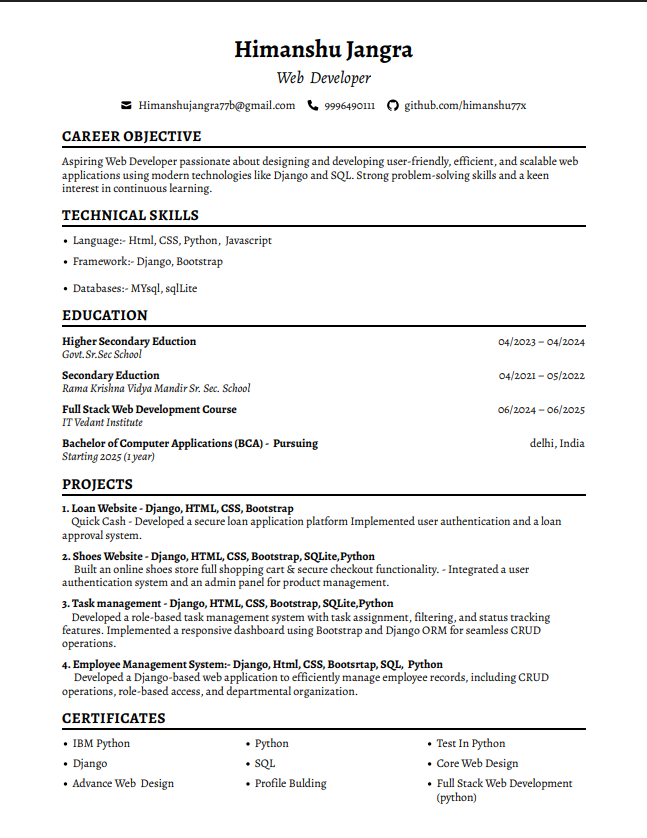 Himanshu Jangra
Web Developer
Himanshujangra77b@gmail.com 9996490111 github.com/himanshu77x
CAREER OBJECTIVE
Aspiring Web Developer passionate about designing and developing user-friendly, efficient, and scalable web
applications using modern technologies like Django and SQL. Strong problem-solving skills and a keen
interest in continuous learning.
TECHNICAL SKILLS
• Language:- Html, CSS, Python, Javascript
• Framework:- Django, Bootstrap
• Databases:- MYsql, sqlLite
EDUCATION
Higher Secondary Eduction 04/2023 – 04/2024
Govt.Sr.Sec School
Secondary Eduction 04/2021 – 05/2022
Rama Krishna Vidya Mandir Sr. Sec. School
Full Stack Web Development Course 06/2024 – 06/2025
IT Vedant Institute
Bachelor of Computer Applications (BCA) - Pursuing delhi, India
Starting 2025 (1 year)
PROJECTS
1. Loan Website - Django, HTML, CSS, Bootstrap
Quick Cash - Developed a secure loan application platform Implemented user authentication and a loan
approval system.
2. Shoes Website - Django, HTML, CSS, Bootstrap, SQLite,Python
Built an online shoes store full shopping cart & secure checkout functionality. - Integrated a user
authentication system and an admin panel for product management.
3. Task management - Django, HTML, CSS, Bootstrap, SQLite,Python
Developed a role-based task management system with task assignment, filtering, and status tracking
features. Implemented a responsive dashboard using Bootstrap and Django ORM for seamless CRUD
operations.
4. Employee Management System:- Django, Html, CSS, Bootsrtap, SQL, Python
Developed a Django-based web application to efficiently manage employee records, including CRUD
operations, role-based access, and departmental organization.
CERTIFICATES
• IBM Python • Python • Test In Python
• Django • SQL • Core Web Design
• Advance Web Design • Profile Bulding • Full Stack Web Development
(python)